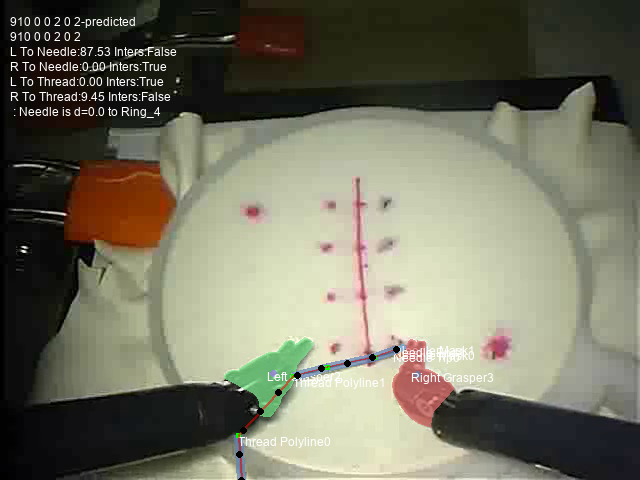 910 0 0 2 0 2-predicted
910 0 0 2 0 2
L To Needle:87.53 Inters:False
R To Needle:0.00 Inters:True
L To Thread:0.00 Inters:True
R To Thread:9.45 Inters:False
: Needle is d=0.0 to Ring_4
Left
Thread Polyline1
Right Grasper3
Thread Polyline0